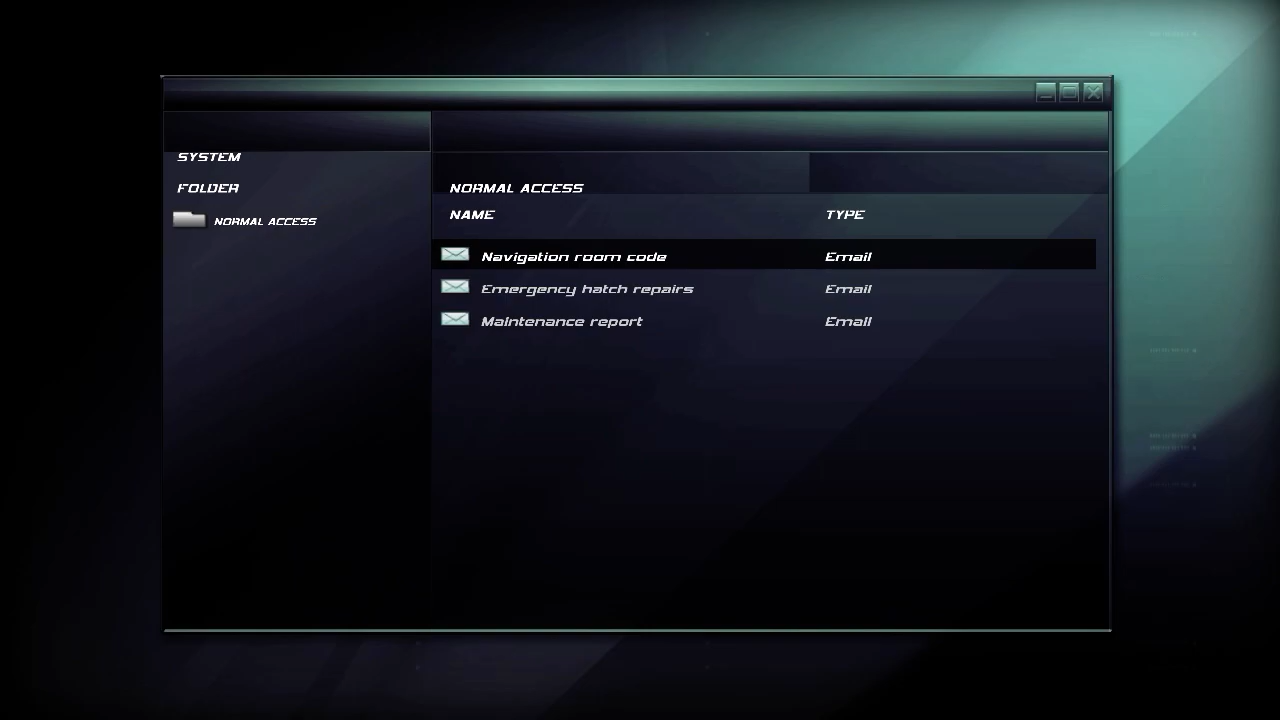 SYSTEM
FOLDER
NORMAL ACCESS
NORMAL ACCESS
NAME TYPE
Navigation room code Email
Emergency hatch repairs Email
Maintenance report Email